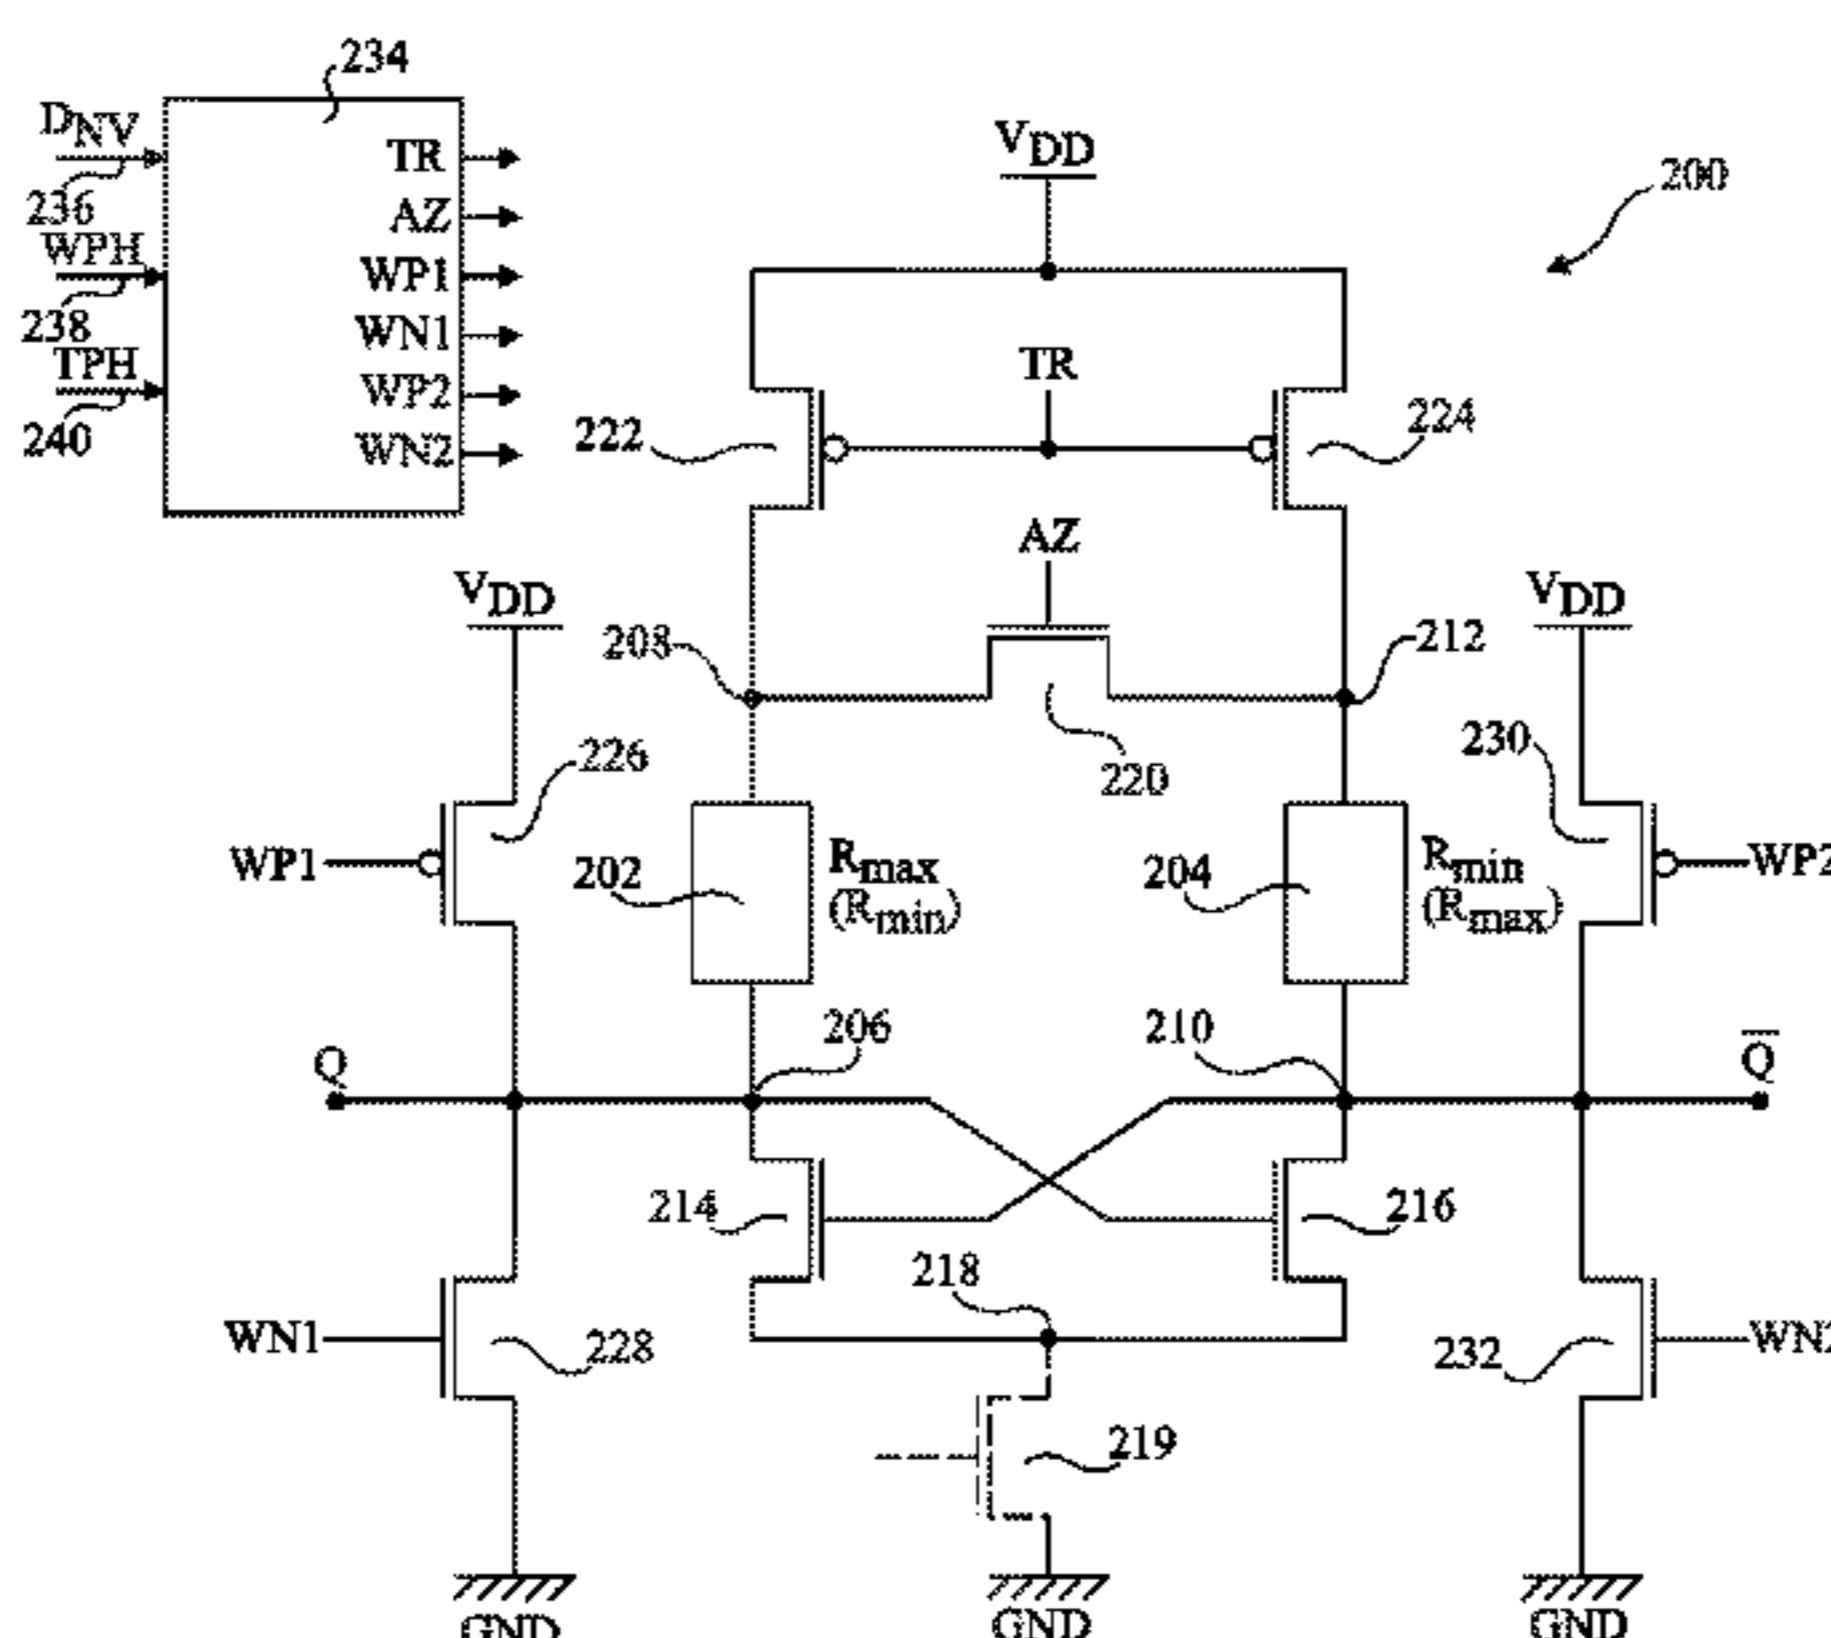 234
DNV
TR
236
AZ
WPH
WP1
238
WN1
TPH
WP2
240
WN2
VDD
200
TR
222
224
AZ
VDD
VDD
208
212
226
220
230
WP1
202
Rmax
(Rmin)
204
Rmin
(Rmax)
WP2
206
210
Q
Q̅
214
216
218
WN1
228
232
219
GND
GND
GND